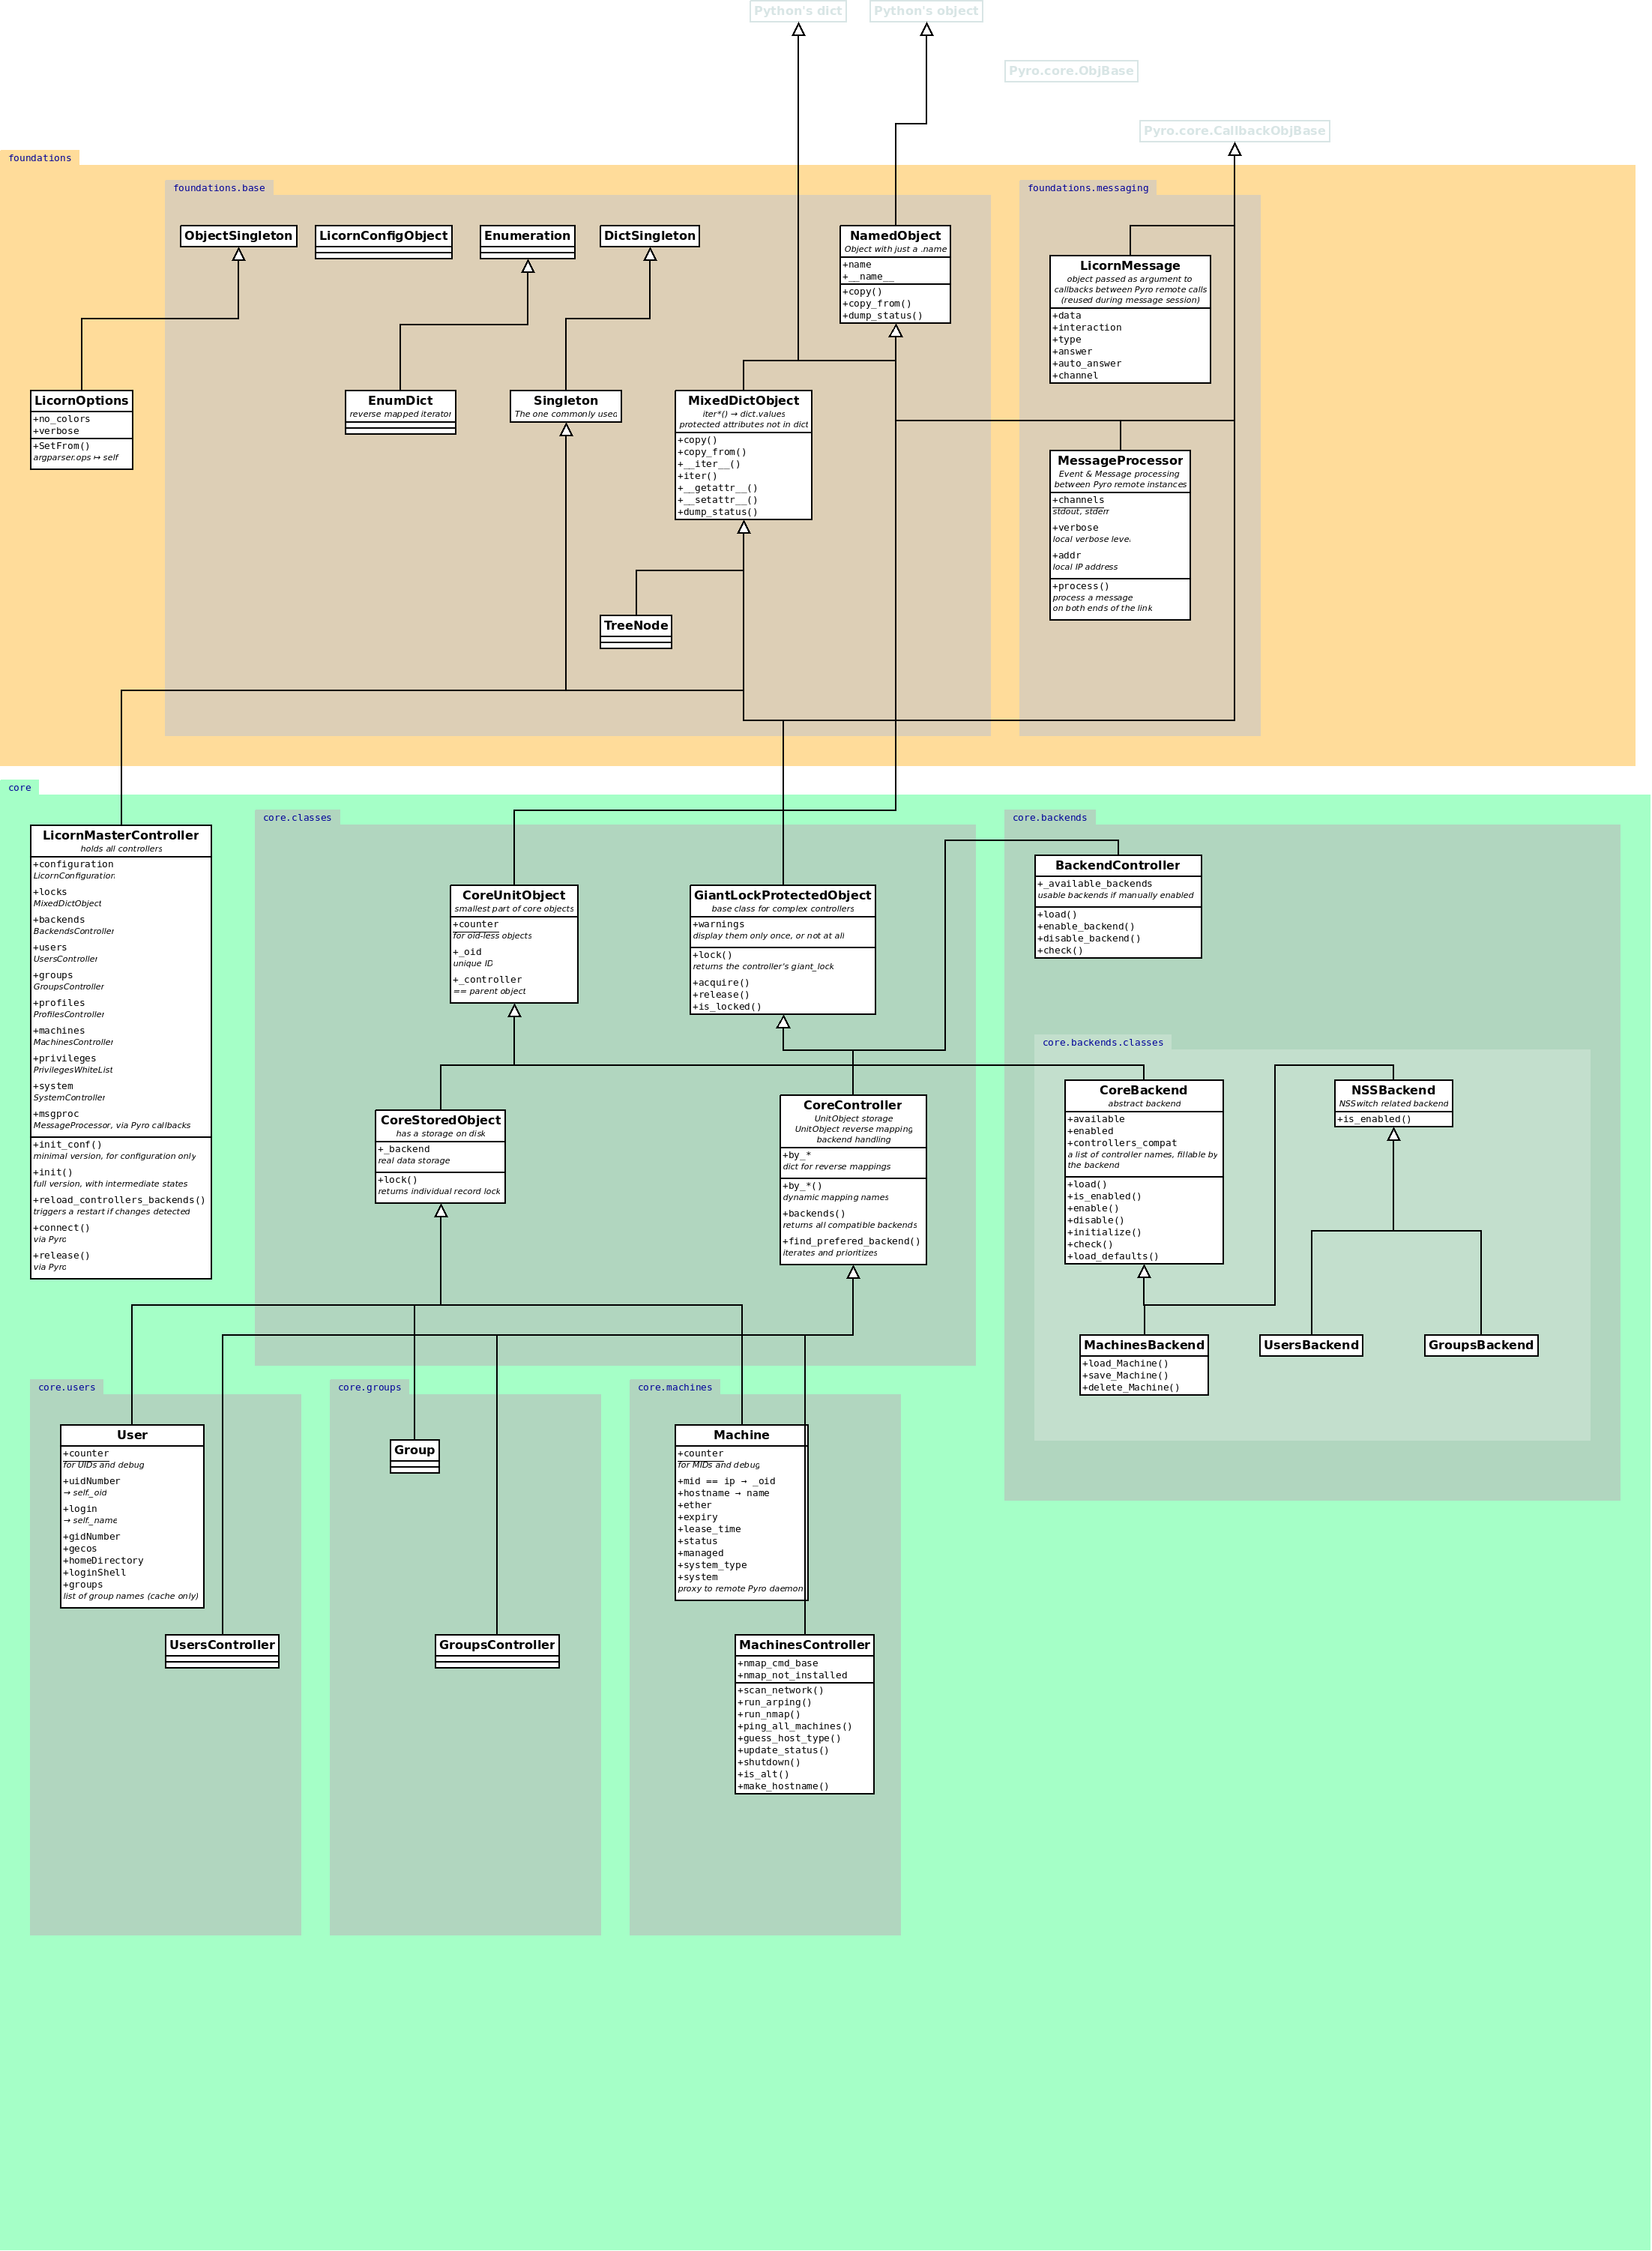 Python's dict
Python's object
Pyro.core.ObjBase
Pyro.core.CallbackObjBase
foundations
foundations.base
foundations.messaging
ObjectSingleton
LicornConfigObject
Enumeration
DictSingleton
NamedObject
Object with just a .name
+name
+__name__
+copy()
+copy_from()
+dump_status()
LicornMessage
object passed as argument to
callbacks between Pyro remote calls
(reused during message session)
+data
+interaction
+type
+answer
+auto_answer
+channel
LicornOptions
+no_colors
+verbose
+SetFrom()
argparser.ops ↦ self
EnumDict
reverse mapped iterator
Singleton
The one commonly used
MixedDictObject
iter*() → dict.values
protected attributes not in dict
+copy()
+copy_from()
+__iter__()
+iter()
+__getattr__()
+__setattr__()
+dump_status()
MessageProcessor
Event & Message processing
between Pyro remote instances
+channels
stdout, stderr
+verbose
local verbose level
+addr
local IP address
+process()
process a message
on both ends of the link
TreeNode
core
core.classes
core.backends
LicornMasterController
holds all controllers
+configuration
LicornConfiguration
+locks
MixedDictObject
+backends
BackendsController
+users
UsersController
+groups
GroupsController
+profiles
ProfilesController
+machines
MachinesController
+privileges
PrivilegesWhiteList
+system
SystemController
+msgproc
MessageProcessor, via Pyro callbacks
+init_conf()
minimal version, for configuration only
+init()
full version, with intermediate states
+reload_controllers_backends()
triggers a restart if changes detected
+connect()
via Pyro
+release()
via Pyro
CoreUnitObject
smallest part of core objects
+counter
for oid-less objects
+_oid
unique ID
+_controller
== parent object
GiantLockProtectedObject
base class for complex controllers
+warnings
display them only once, or not at all
+lock()
returns the controller's giant_lock
+acquire()
+release()
+is_locked()
BackendController
+_available_backends
usable backends if manually enabled
+load()
+enable_backend()
+disable_backend()
+check()
core.backends.classes
CoreStoredObject
has a storage on disk
+_backend
real data storage
+lock()
returns individual record lock
CoreController
UnitObject storage
UnitObject reverse mapping
backend handling
+by_*
dict for reverse mappings
+by_*()
dynamic mapping names
+backends()
returns all compatible backends
+find_prefered_backend()
iterates and prioritizes
CoreBackend
abstract backend
+available
+enabled
+controllers_compat
a list of controller names, fillable by
the backend
+load()
+is_enabled()
+enable()
+disable()
+initialize()
+check()
+load_defaults()
NSSBackend
NSSwitch related backend
+is_enabled()
MachinesBackend
+load_Machine()
+save_Machine()
+delete_Machine()
UsersBackend
GroupsBackend
core.users
core.groups
core.machines
User
+counter
for UIDs and debug
+uidNumber
→ self._oid
+login
→ self._name
+gidNumber
+gecos
+homeDirectory
+loginShell
+groups
list of group names (cache only)
Group
Machine
+counter
for MIDs and debug
+mid == ip → _oid
+hostname → name
+ether
+expiry
+lease_time
+status
+managed
+system_type
+system
proxy to remote Pyro daemon
UsersController
GroupsController
MachinesController
+nmap_cmd_base
+nmap_not_installed
+scan_network()
+run_arping()
+run_nmap()
+ping_all_machines()
+guess_host_type()
+update_status()
+shutdown()
+is_alt()
+make_hostname()